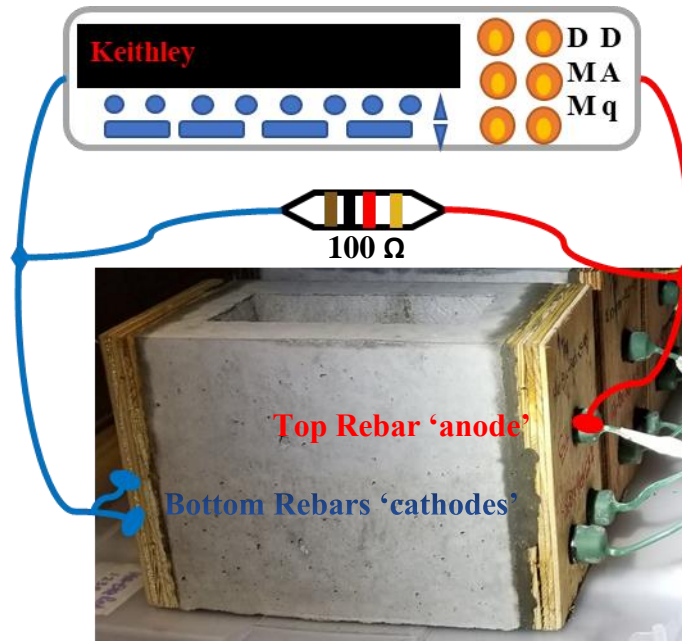 Keithley
D D
M A
M q
100 Ω
Top Rebar ‘anode’
Bottom Rebars ‘cathodes’